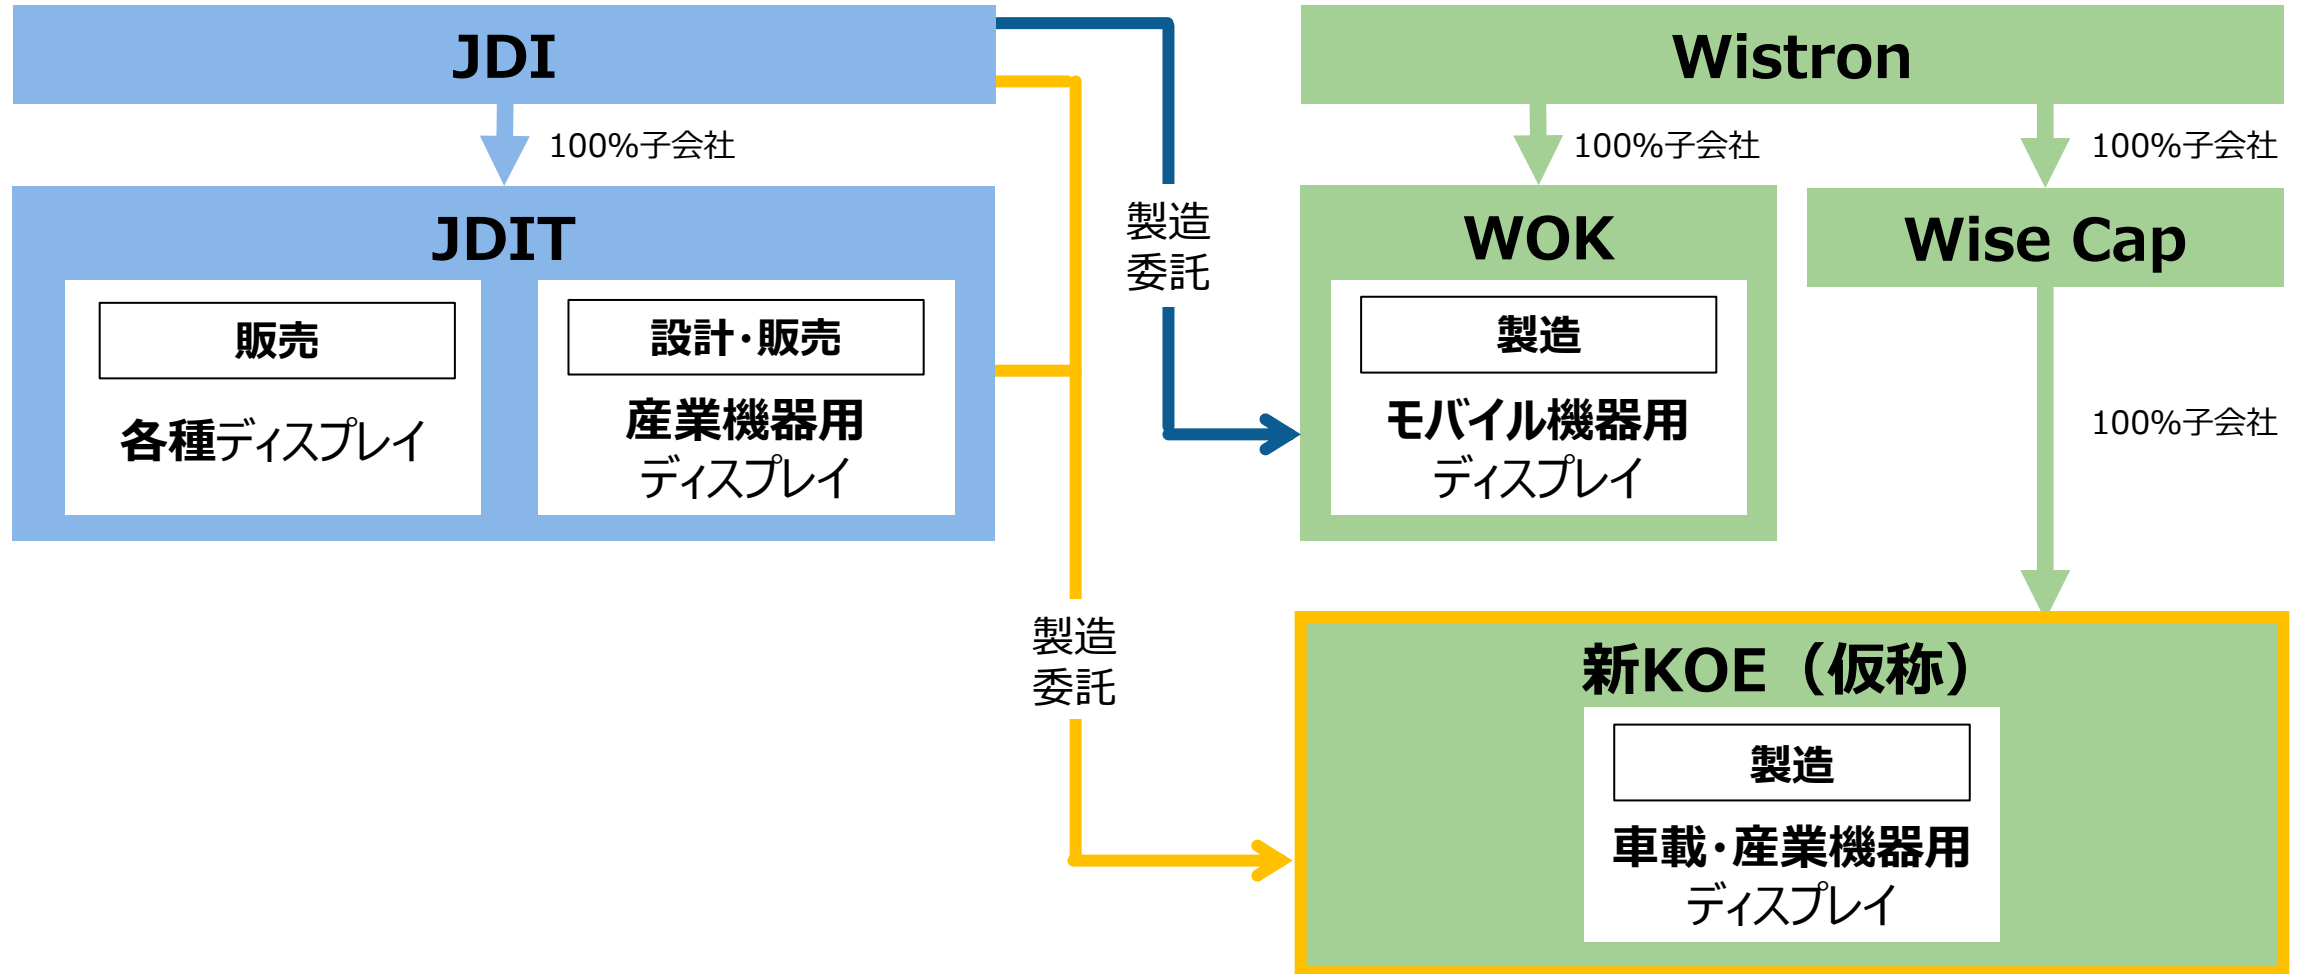 JDI
100%子会社
JDIT
販売
各種ディスプレイ
設計・販売
産業機器用
ディスプレイ
製造
委託
製造
委託
Wistron
100%子会社
100%子会社
WOK
製造
モバイル機器用
ディスプレイ
Wise Cap
100%子会社
新KOE（仮称）
製造
車載・産業機器用
ディスプレイ